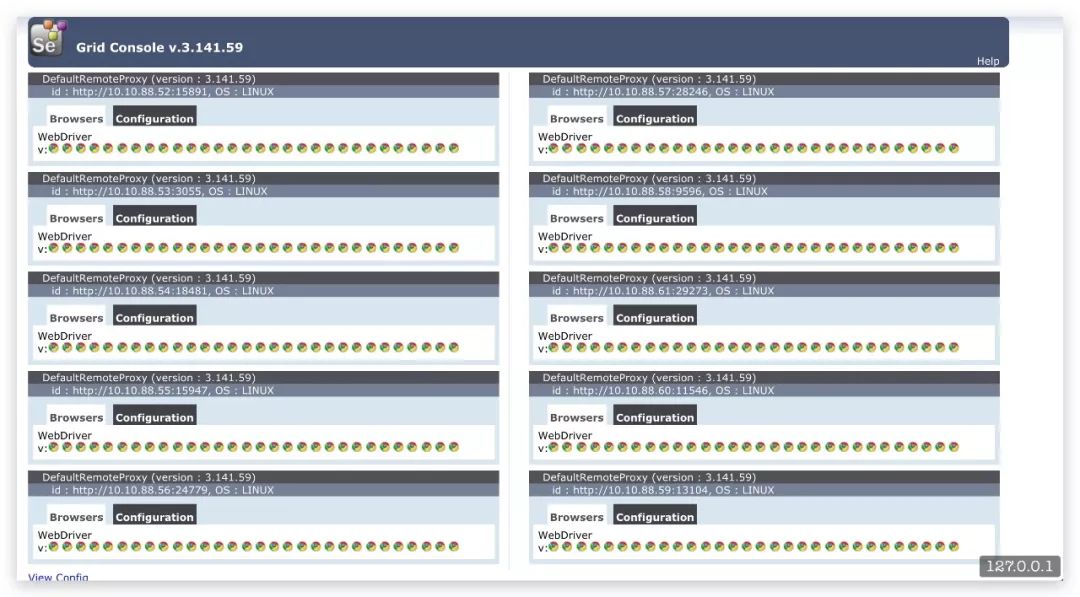 Se
Grid Console v.3.141.59
Help
DefaultRemoteProxy (version : 3.141.59)
id : http://10.10.88.52:15891, OS : LINUX
Browsers Configuration
WebDriver
v:
DefaultRemoteProxy (version : 3.141.59)
id : http://10.10.88.53:3055, OS : LINUX
Browsers Configuration
WebDriver
v:
DefaultRemoteProxy (version : 3.141.59)
id : http://10.10.88.54:18481, OS : LINUX
Browsers Configuration
WebDriver
v:
DefaultRemoteProxy (version : 3.141.59)
id : http://10.10.88.55:15947, OS : LINUX
Browsers Configuration
WebDriver
v:
DefaultRemoteProxy (version : 3.141.59)
id : http://10.10.88.56:24779, OS : LINUX
Browsers Configuration
WebDriver
v:
View Config
DefaultRemoteProxy (version : 3.141.59)
id : http://10.10.88.57:28246, OS : LINUX
Browsers Configuration
WebDriver
v:
DefaultRemoteProxy (version : 3.141.59)
id : http://10.10.88.58:9596, OS : LINUX
Browsers Configuration
WebDriver
v:
DefaultRemoteProxy (version : 3.141.59)
id : http://10.10.88.61:29273, OS : LINUX
Browsers Configuration
WebDriver
v:
DefaultRemoteProxy (version : 3.141.59)
id : http://10.10.88.60:11546, OS : LINUX
Browsers Configuration
WebDriver
v:
DefaultRemoteProxy (version : 3.141.59)
id : http://10.10.88.59:13104, OS : LINUX
Browsers Configuration
WebDriver
v:
127.0.0.1